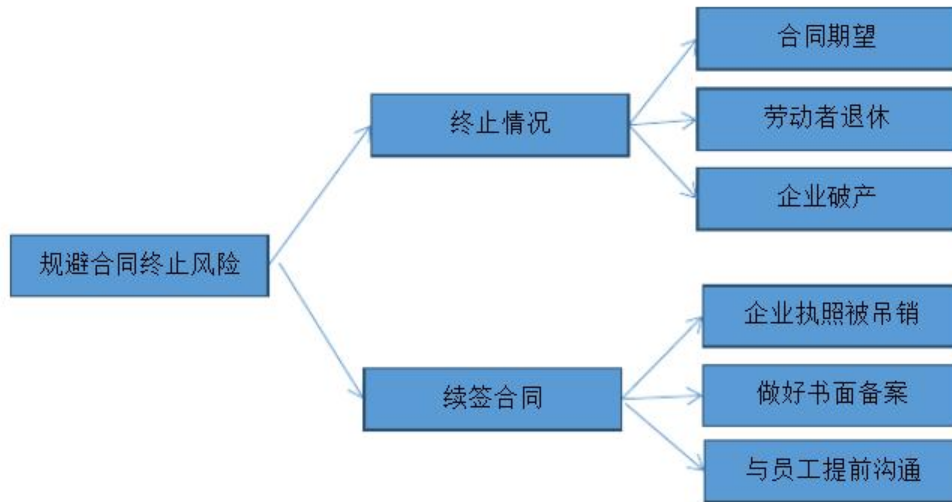 合同期望
终止情况
劳动者退休
企业破产
规避合同终止风险
企业执照被吊销
续签合同
做好书面备案
与员工提前沟通